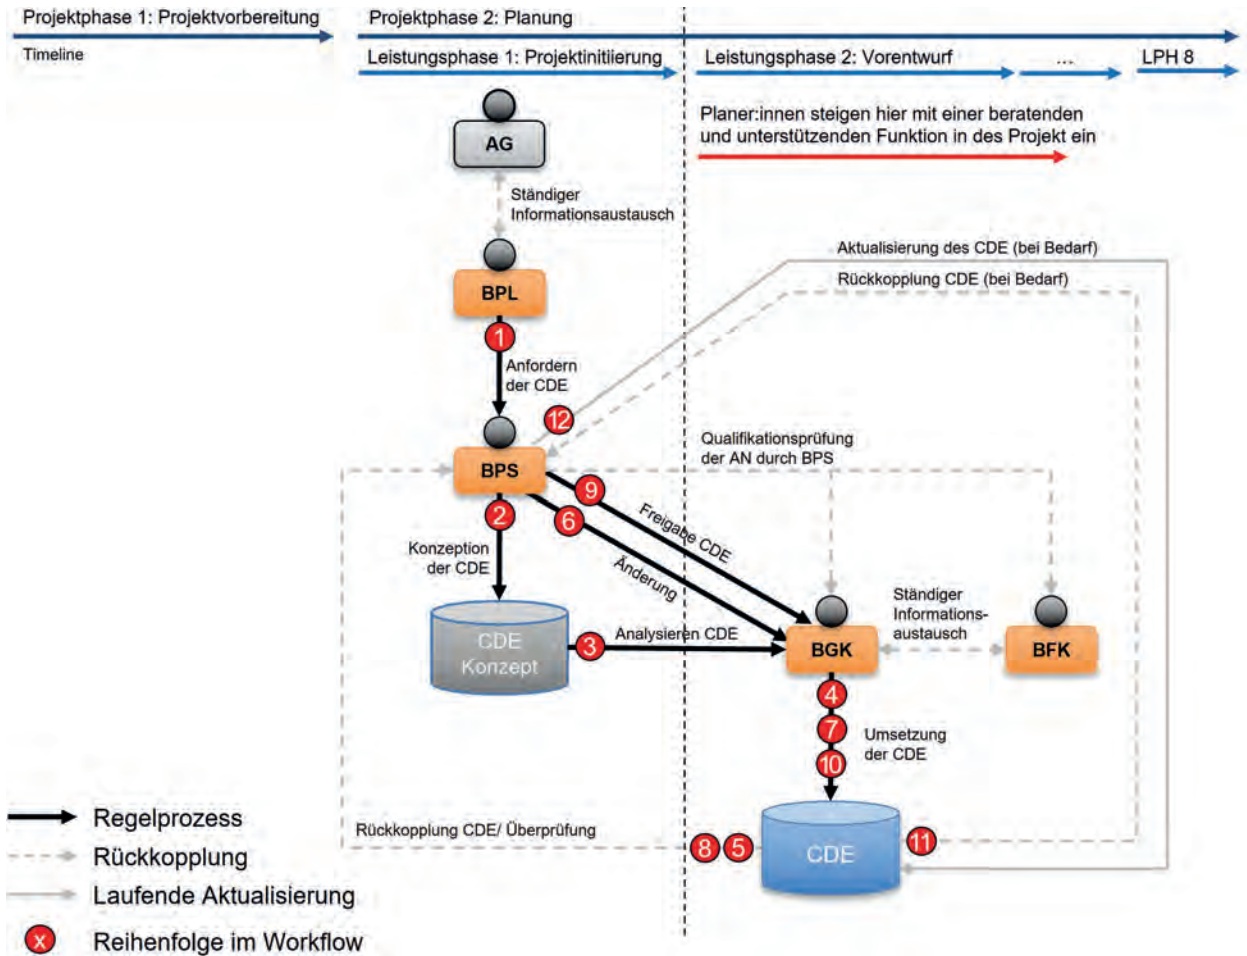 Projektphase 1: Projektvorbereitung
Projektphase 2: Planung
Timeline
Leistungsphase 1: Projektinitiierung
Leistungsphase 2: Vorentwurf
...
LPH 8
Planer:innen steigen hier mit einer beratenden
und unterstützenden Funktion in des Projekt ein
AG
Ständiger
Informationsaustausch
BPL
Aktualisierung des CDE (bei Bedarf)
Rückkopplung CDE (bei Bedarf)
1
Anfordern
der CDE
12
BPS
Qualifikationsprüfung
der AN durch BPS
9
2
6
Freigabe CDE
Konzeption
der CDE
Änderung
CDE
Konzept
3
Analysieren CDE
BGK
Ständiger
Informations-
austausch
BFK
4
7
10
Umsetzung
der CDE
Rückkopplung CDE/ Überprüfung
8
5
CDE
11
Regelprozess
Rückkopplung
Laufende Aktualisierung
x
Reihenfolge im Workflow